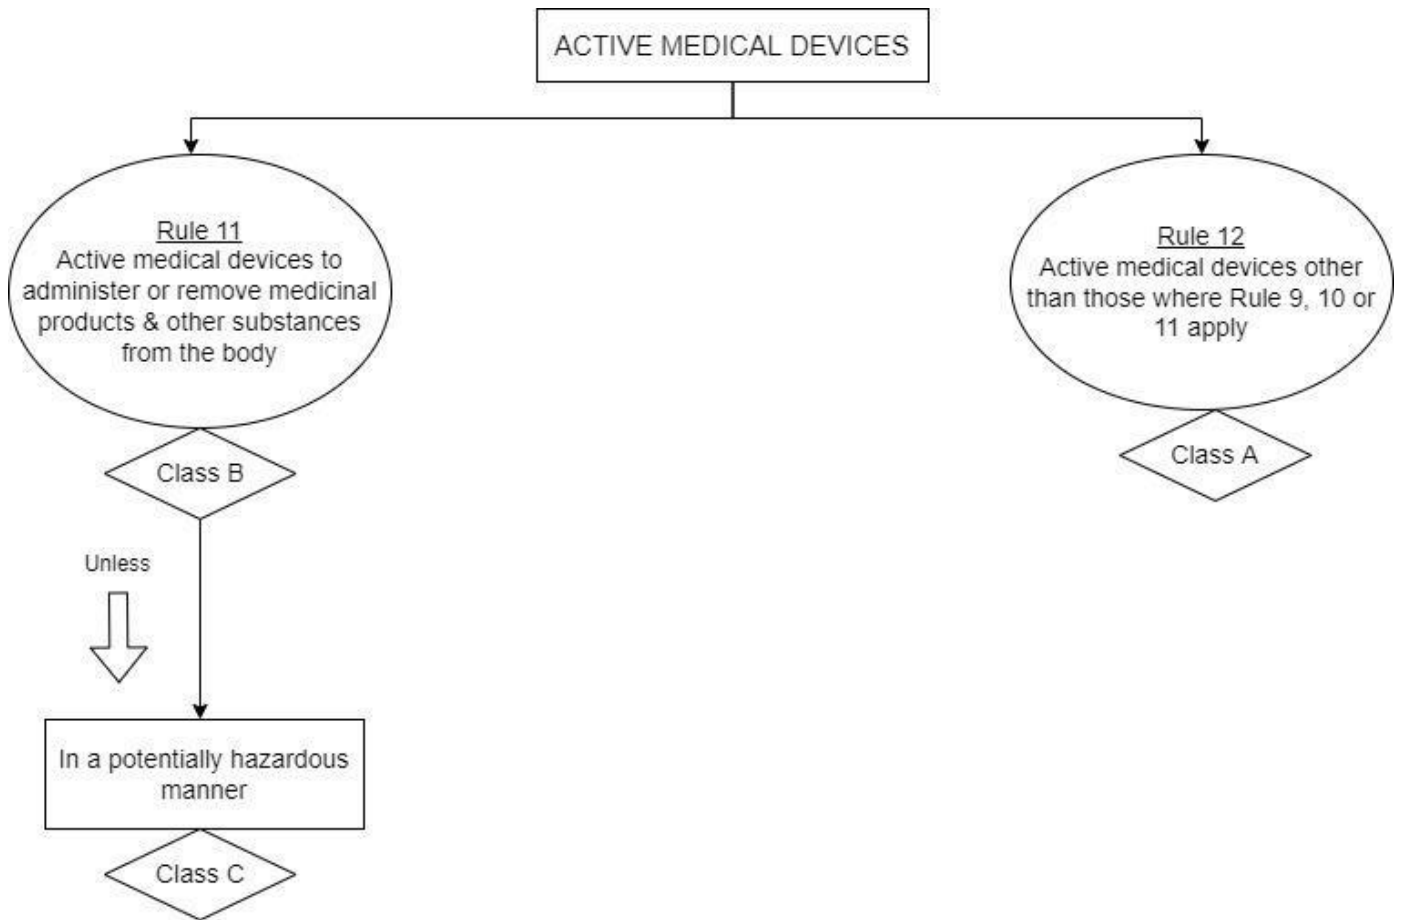 ACTIVE MEDICAL DEVICES
Rule 11
Active medical devices to
administer or remove medicinal
products & other substances
from the body
Rule 12
Active medical devices other
than those where Rule 9, 10 or
11 apply
Class B
Class A
Unless
In a potentially hazardous
manner
Class C